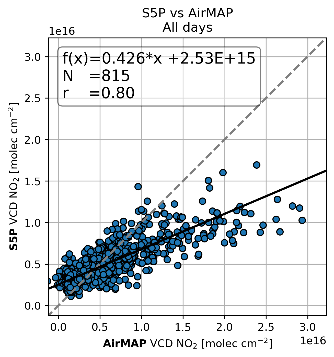 S5P vs AirMAP
All days
1e16
f(x)=0.426*x +2.53E+15
N =815
r =0.80
3.0
2.5
2.0
1.5
1.0
0.5
0.0
S5P VCD NO₂ [molec cm⁻²]
0.0 0.5 1.0 1.5 2.0 2.5 3.0
1e16
AirMAP VCD NO₂ [molec cm⁻²]